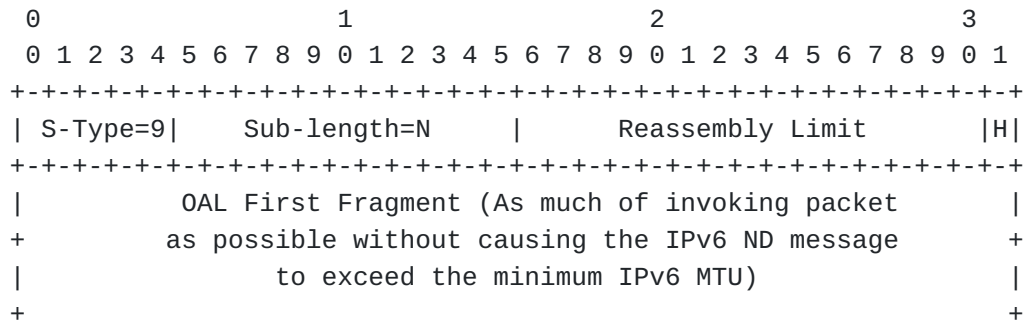 0                   1                   2                   3
 0 1 2 3 4 5 6 7 8 9 0 1 2 3 4 5 6 7 8 9 0 1 2 3 4 5 6 7 8 9 0 1
+-+-+-+-+-+-+-+-+-+-+-+-+-+-+-+-+-+-+-+-+-+-+-+-+-+-+-+-+-+-+-+-+
| S-Type=9|    Sub-length=N     |      Reassembly Limit       |H|
+-+-+-+-+-+-+-+-+-+-+-+-+-+-+-+-+-+-+-+-+-+-+-+-+-+-+-+-+-+-+-+-+
|          OAL First Fragment (As much of invoking packet       |
+         as possible without causing the IPv6 ND message       +
|                to exceed the minimum IPv6 MTU)                |
+                                                               +